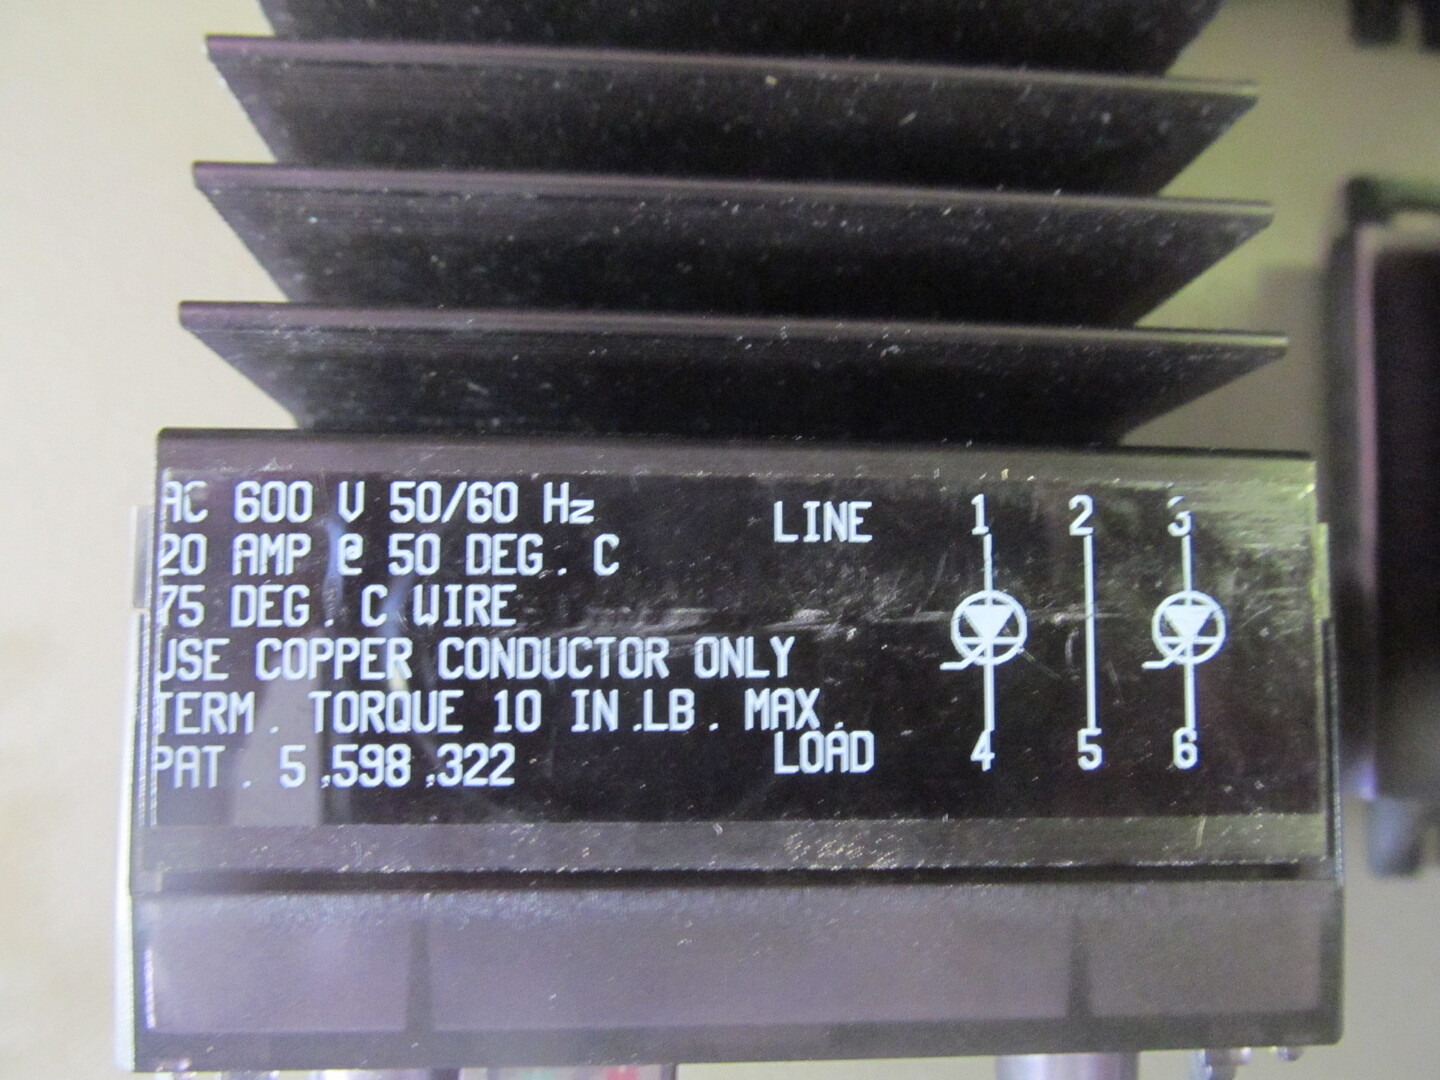 AC 600 V 50/60 Hz
20 AMP @ 50 DEG. C
75 DEG. C WIRE
USE COPPER CONDUCTOR ONLY
TERM. TORQUE 10 IN.LB. MAX.
PAT. 5,598,322
LINE 1 2 3
LOAD 4 5 6